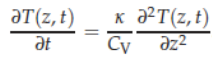 ∂T(z, t)/∂t = κ/C_V ∂²T(z, t)/∂z²